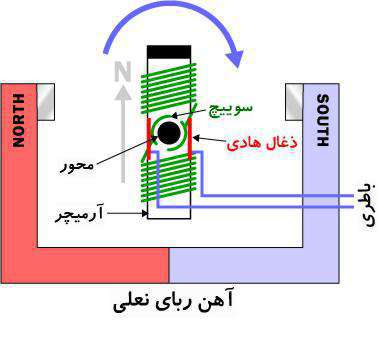 N
NORTH
SOUTH
سوییچ
ذغال هادی
محور
آرمیچر
باطری
آهن ربای نعلی